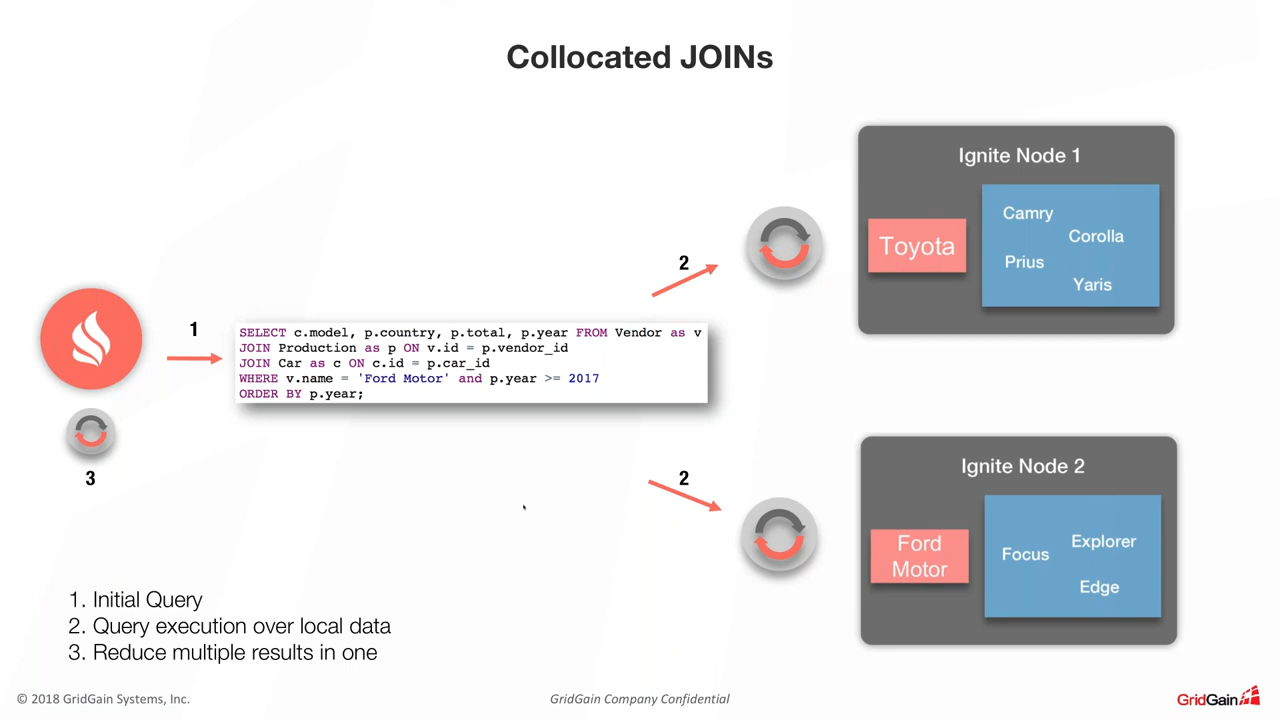 Collocated JOINs
Ignite Node 1
Camry
Corolla
Toyota
Prius
Yaris
2
1
SELECT c.model, p.country, p.total, p.year FROM Vendor as v
JOIN Production as p ON v.id = p.vendor_id
JOIN Car as c ON c.id = p.car_id
WHERE v.name = 'Ford Motor' and p.year >= 2017
ORDER BY p.year;
3
2
Ignite Node 2
Ford
Motor
Focus
Explorer
Edge
1. Initial Query
2. Query execution over local data
3. Reduce multiple results in one
© 2018 GridGain Systems, Inc.
GridGain Company Confidential
GridGain